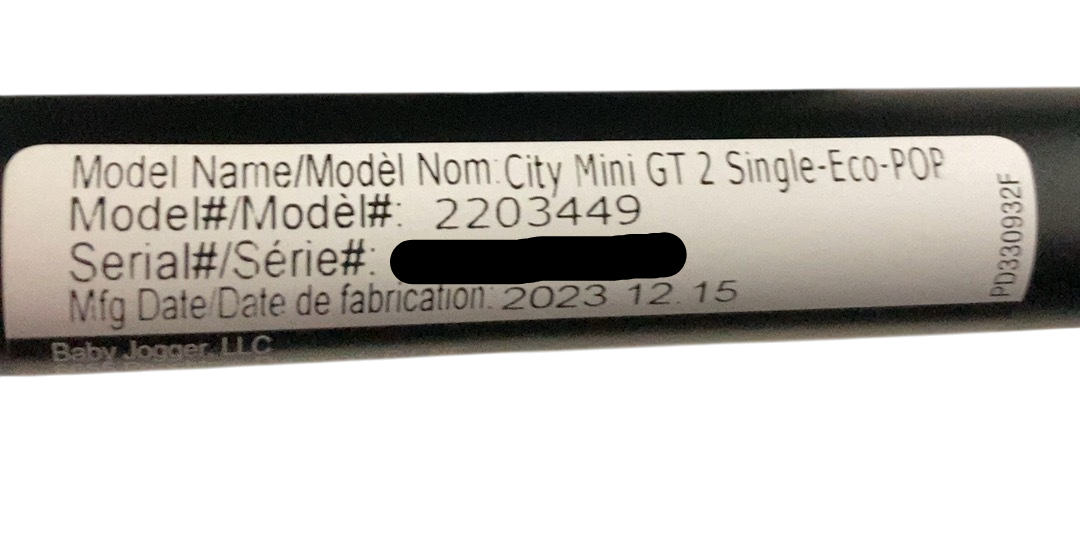 Model Name/Modèl Nom:City Mini GT 2 Single-Eco-POP
Model#/Modèl#: 2203449
Serial#/Série#:
Mfg Date/Date de fabrication: 2023.12.15
PD330932F
Baby Jogger, LLC